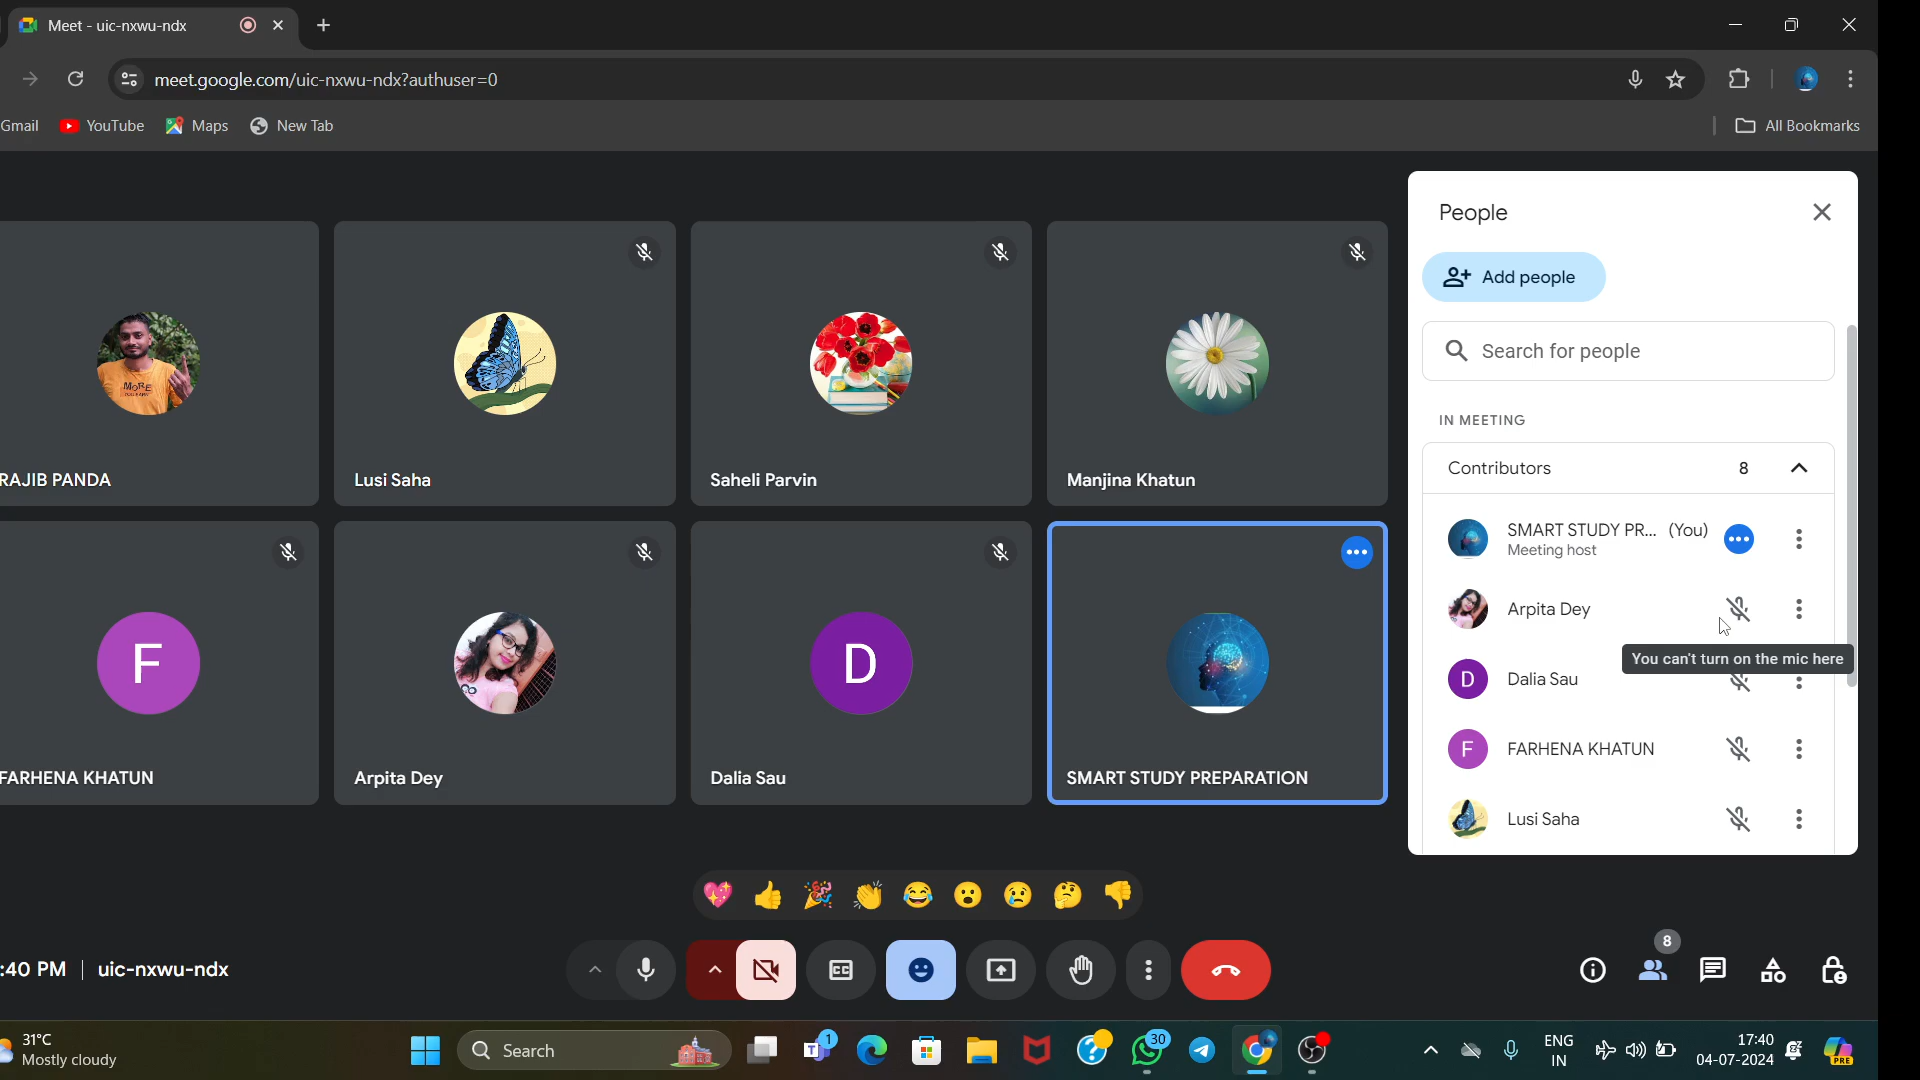 Meet - uic-nxwu-ndx
meet.google.com/uic-nxwu-ndx?authuser=0
Gmail YouTube Maps New Tab All Bookmarks
People
Add people
Search for people
IN MEETING
Contributors 8
SMART STUDY PR... (You)
Meeting host
Arpita Dey
You can't turn on the mic here
Dalia Sau
FARHENA KHATUN
Lusi Saha
RAJIB PANDA
Lusi Saha
Saheli Parvin
Manjina Khatun
FARHENA KHATUN
Arpita Dey
Dalia Sau
SMART STUDY PREPARATION
F
D
D
F
MORE
:40 PM uic-nxwu-ndx
8
31°C
Mostly cloudy
Search
1
30
ENG
IN
17:40
04-07-2024
PRE